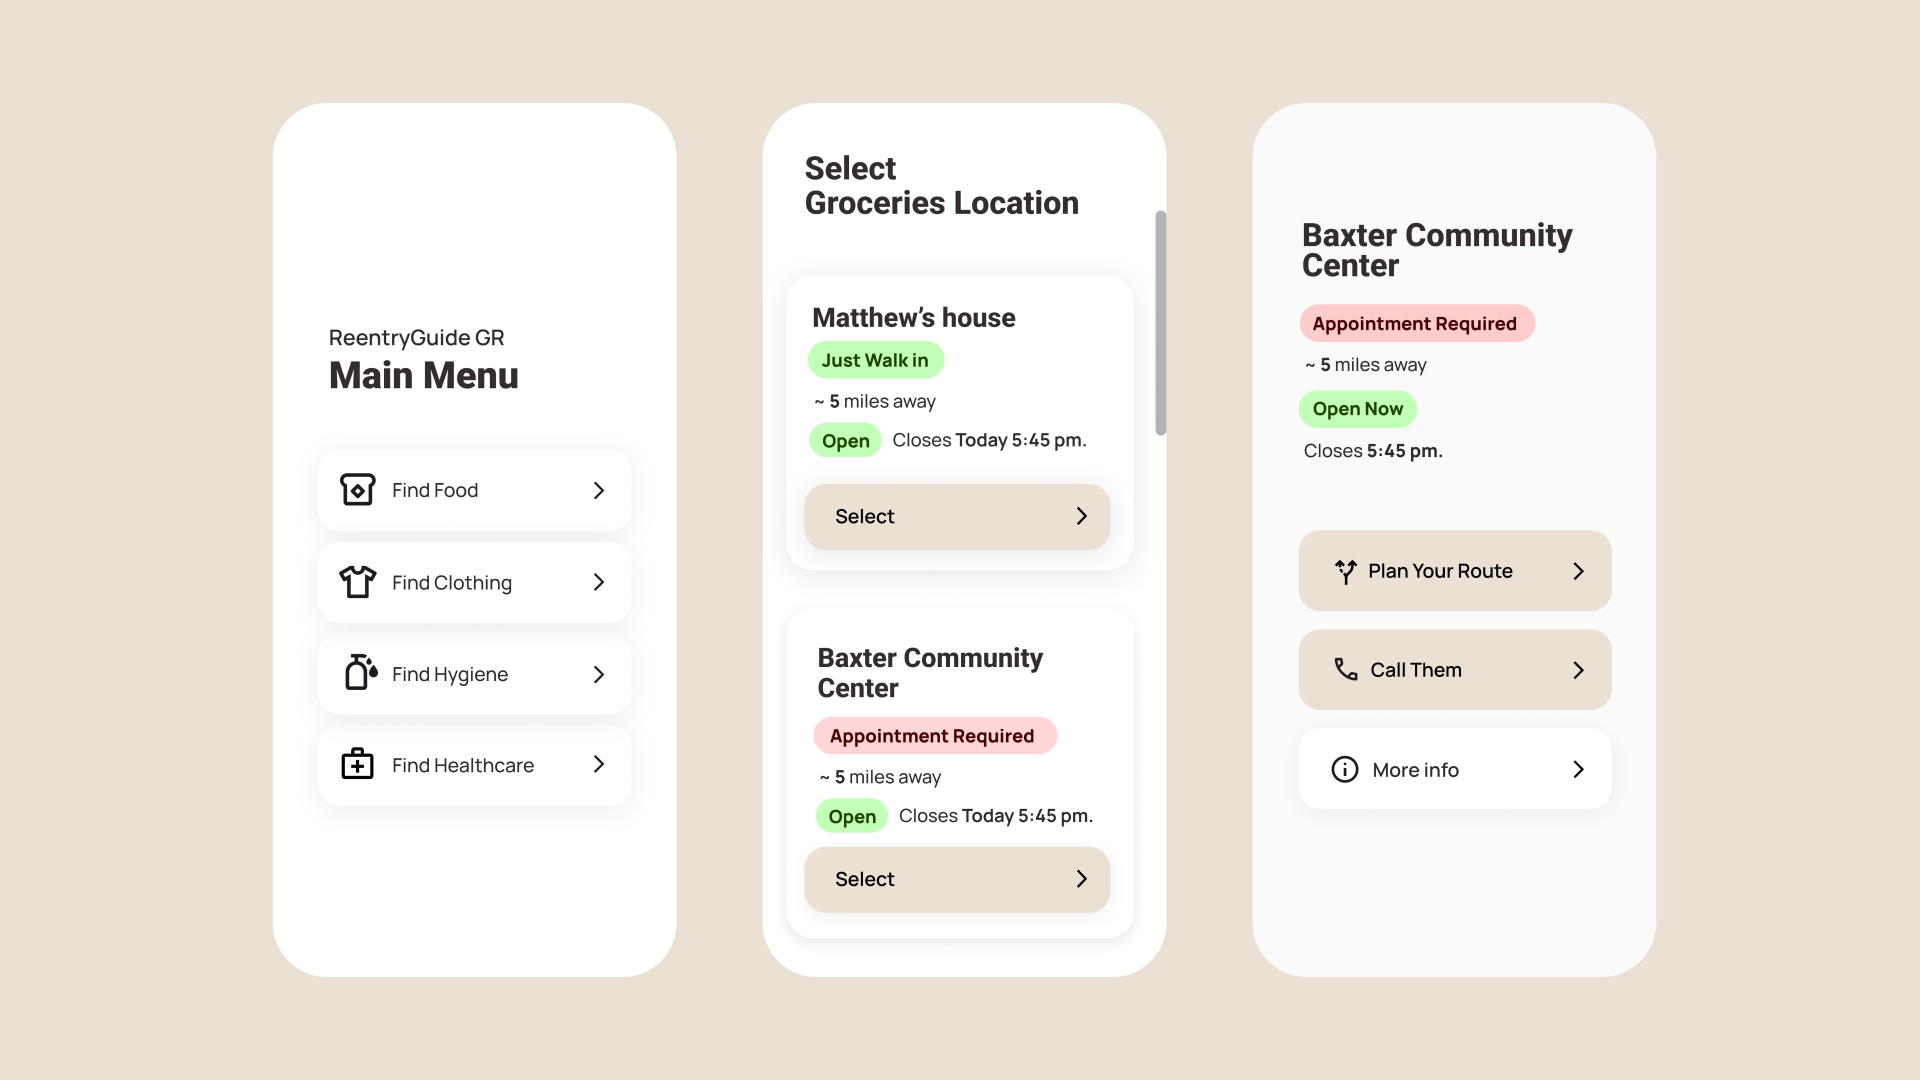 ReentryGuide GR
Main Menu
Find Food
Find Clothing
Find Hygiene
Find Healthcare
Select
Groceries Location
Matthew’s house
Just Walk in
~ 5 miles away
Open Closes Today 5:45 pm.
Select
Baxter Community
Center
Appointment Required
~ 5 miles away
Open Closes Today 5:45 pm.
Select
Baxter Community
Center
Appointment Required
~ 5 miles away
Open Now
Closes 5:45 pm.
Plan Your Route
Call Them
More info